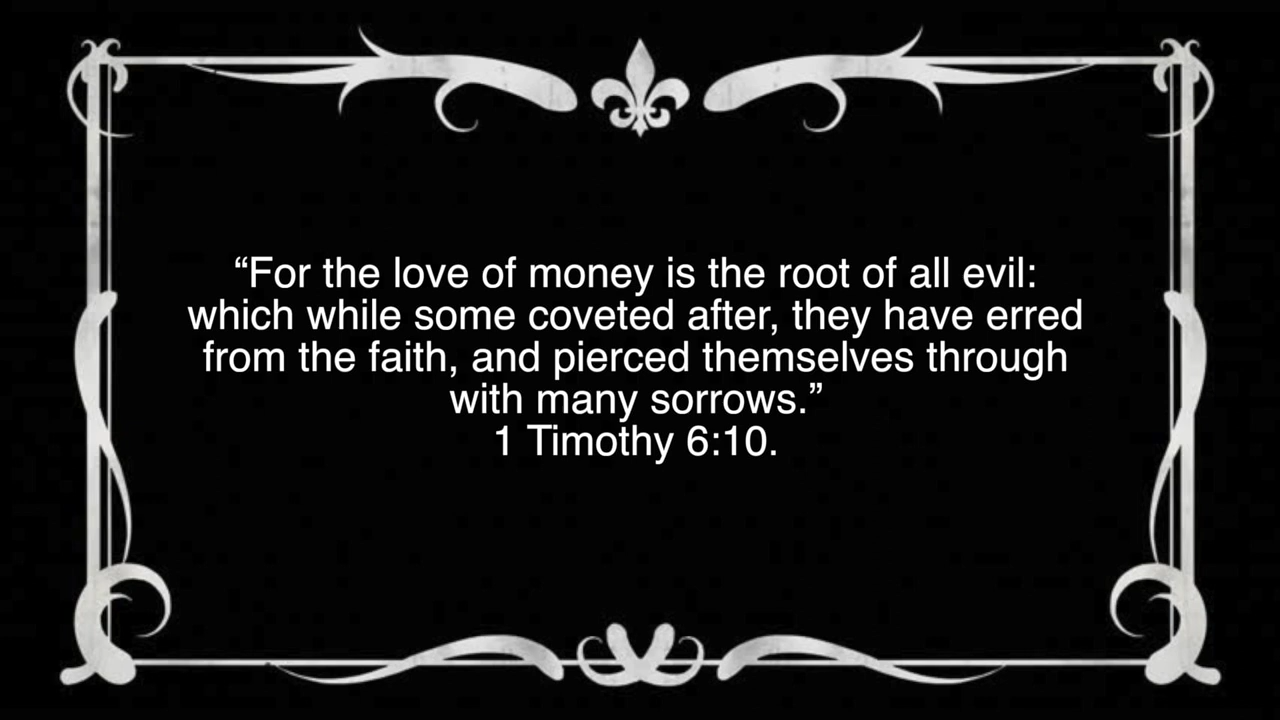 “For the love of money is the root of all evil:
which while some coveted after, they have erred
from the faith, and pierced themselves through
with many sorrows.”
1 Timothy 6:10.